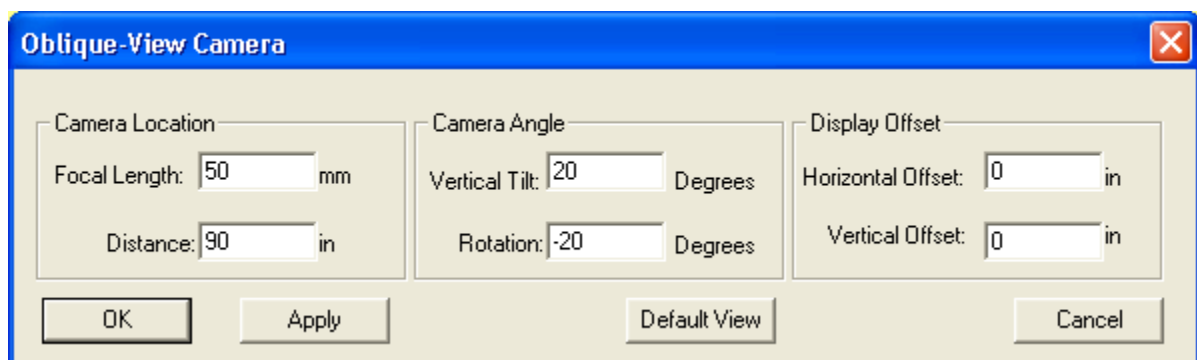 Oblique-View Camera
Camera Location
Focal Length: 50 mm
Distance: 90 in
Camera Angle
Vertical Tilt: 20 Degrees
Rotation: -20 Degrees
Display Offset
Horizontal Offset: 0 in
Vertical Offset: 0 in
OK
Apply
Default View
Cancel